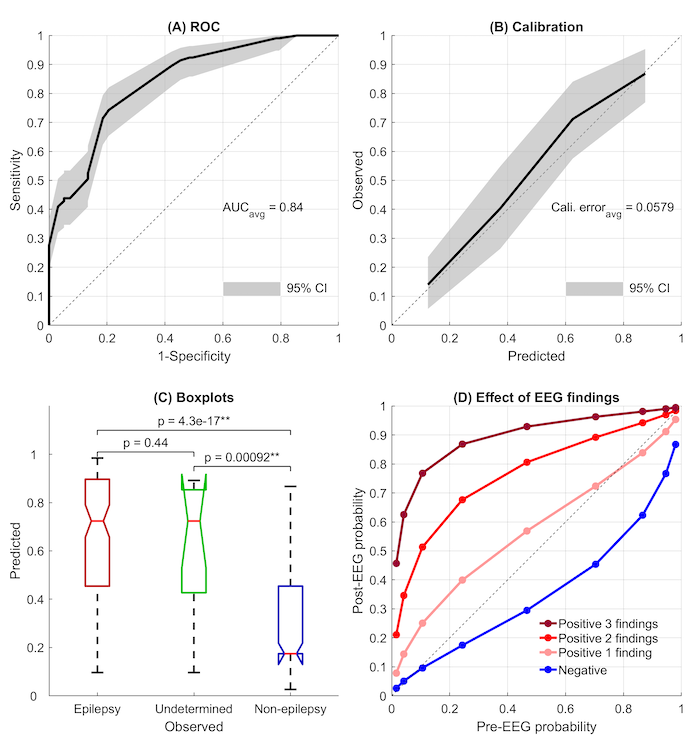 (A) ROC
1
0.9
0.8
0.7
0.6
0.5
0.4
0.3
0.2
0.1
0
Sensitivity
AUCavg = 0.84
95% CI
0 0.2 0.4 0.6 0.8 1
1-Specificity
(B) Calibration
1
0.9
0.8
0.7
0.6
0.5
0.4
0.3
0.2
0.1
0
Observed
Cali. erroravg = 0.0579
95% CI
0 0.2 0.4 0.6 0.8 1
Predicted
(C) Boxplots
p = 4.3e-17**
p = 0.44
p = 0.00092**
1
0.8
0.6
0.4
0.2
0
Predicted
Epilepsy Undetermined Non-epilepsy
Observed
(D) Effect of EEG findings
1
0.9
0.8
0.7
0.6
0.5
0.4
0.3
0.2
0.1
0
Post-EEG probability
Positive 3 findings
Positive 2 findings
Positive 1 finding
Negative
0 0.2 0.4 0.6 0.8 1
Pre-EEG probability